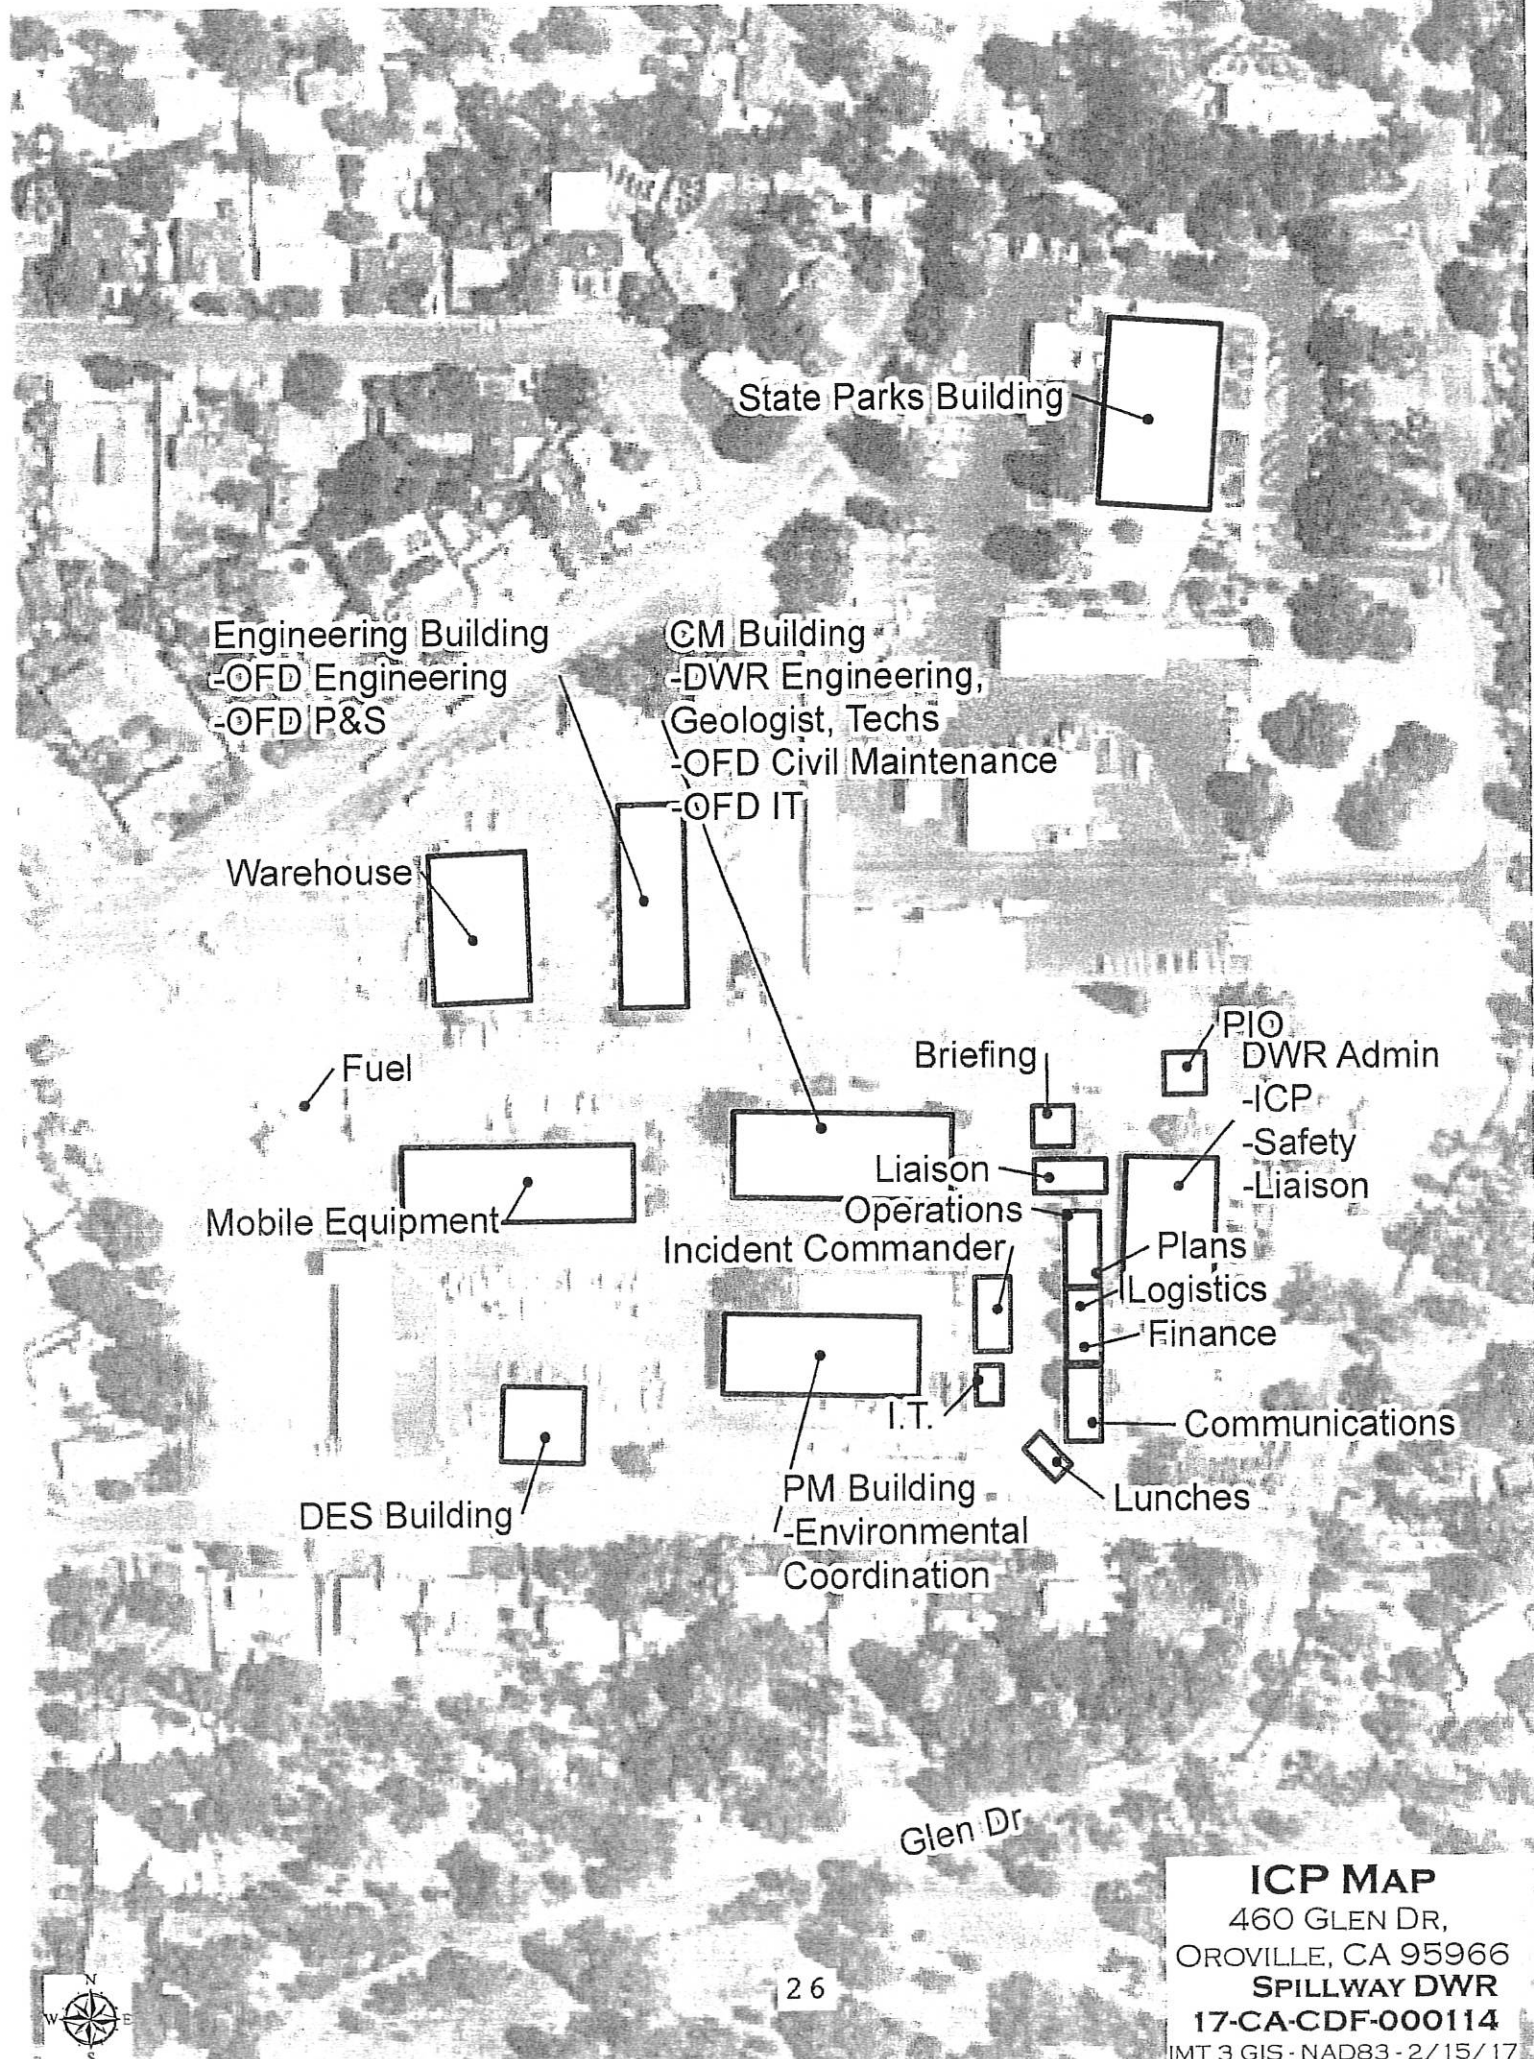 State Parks Building
Engineering Building
-OFD Engineering
-OFD P&S
CM Building
-DWR Engineering,
Geologist, Techs
-OFD Civil Maintenance
-OFD IT
Warehouse
Fuel
Briefing
PIO
DWR Admin
-ICP
-Safety
-Liaison
Liaison
Operations
Mobile Equipment
Incident Commander
Plans
Logistics
Finance
I.T.
Communications
DES Building
PM Building
-Environmental
Coordination
Lunches
Glen Dr
ICP MAP
460 GLEN DR,
OROVILLE, CA 95966
SPILLWAY DWR
17-CA-CDF-000114
IMT 3 GIS - NAD83 - 2/15/17
26
N
W
E
S